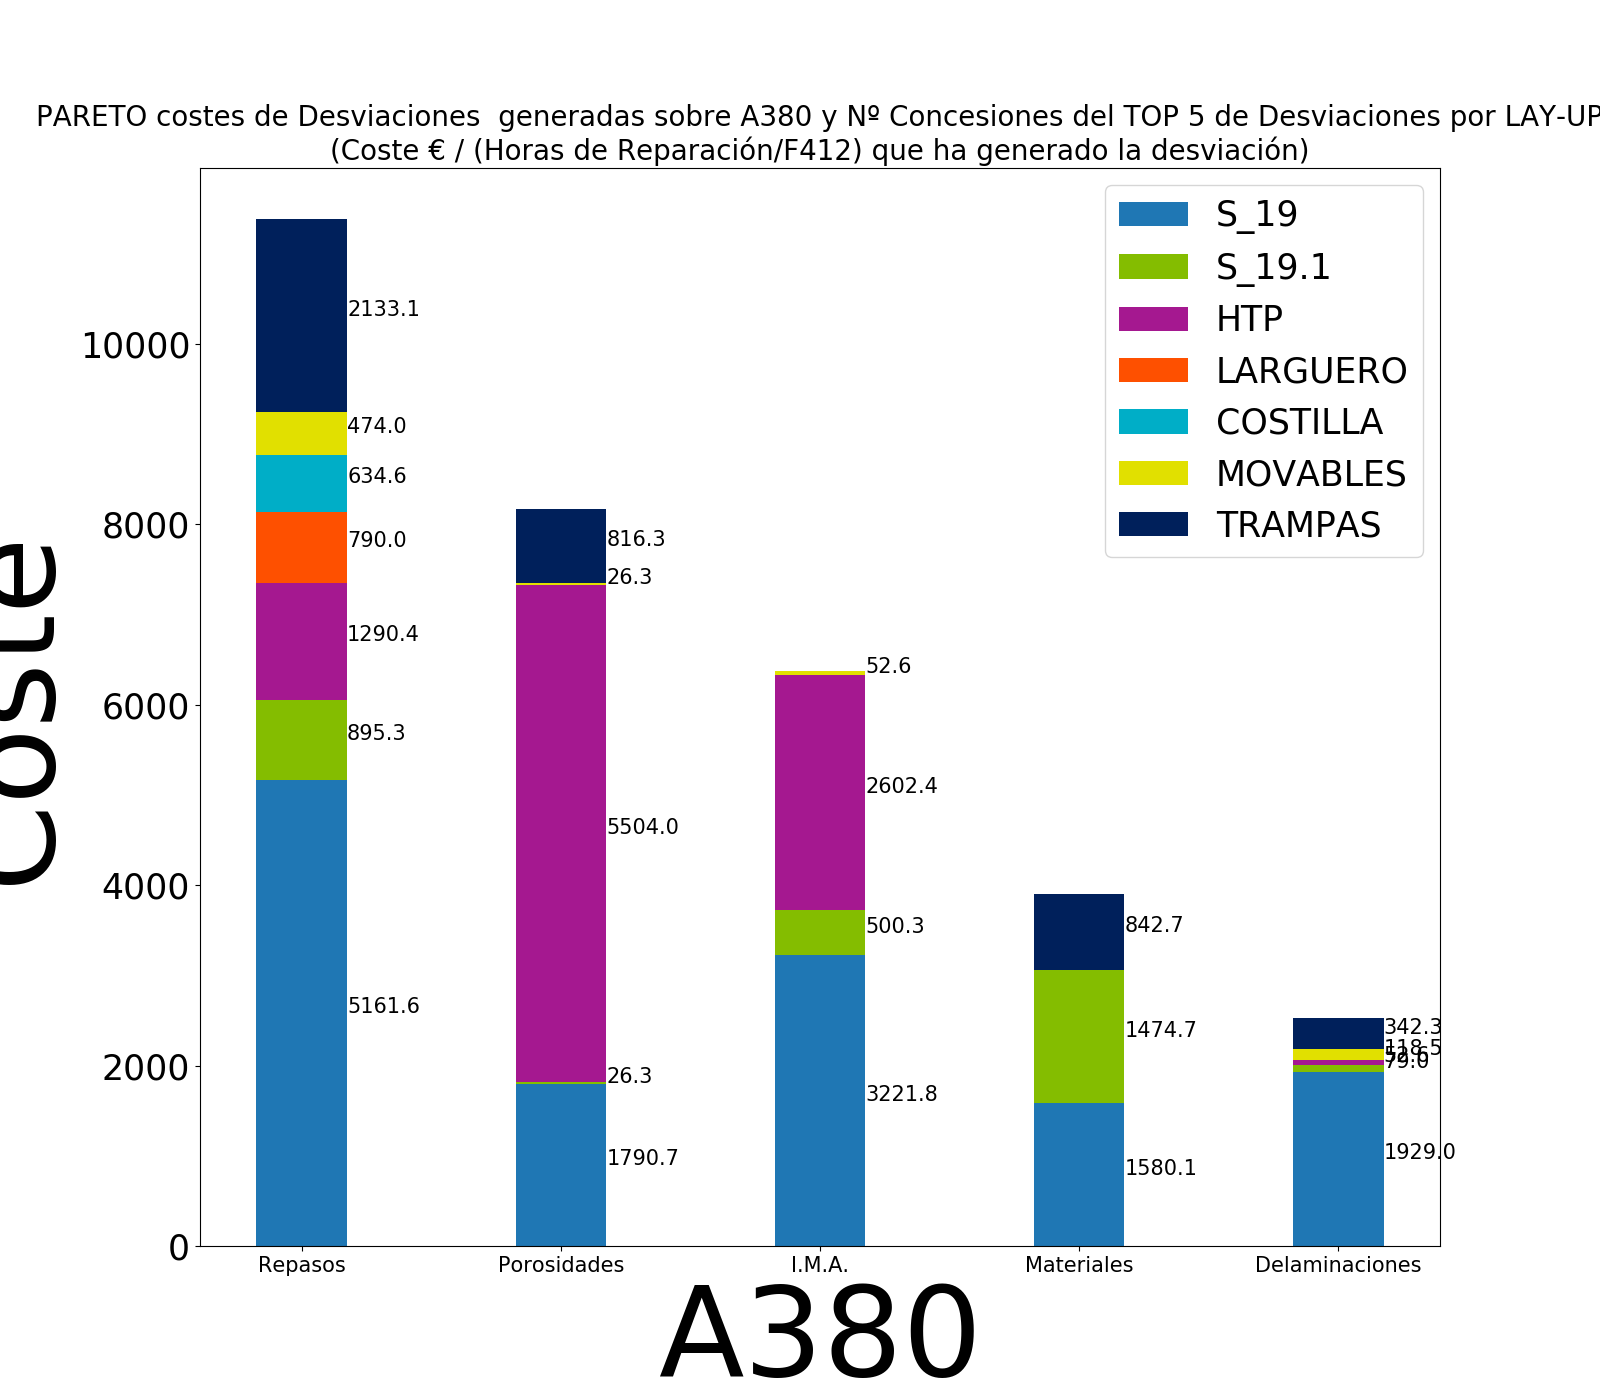 PARETO costes de Desviaciones  generadas sobre A380 y Nº Concesiones del TOP 5 de Desviaciones por LAY-UP
(Coste € / (Horas de Reparación/F412) que ha generado la desviación)
S_19
S_19.1
HTP
LARGUERO
COSTILLA
MOVABLES
TRAMPAS
Coste
10000
8000
6000
4000
2000
0
2133.1
474.0
634.6
790.0
1290.4
895.3
5161.6
816.3
26.3
5504.0
26.3
1790.7
52.6
2602.4
500.3
3221.8
842.7
1474.7
1580.1
342.3
118.5
52.6
79.0
1929.0
Repasos
Porosidades
I.M.A.
Materiales
Delaminaciones
A380